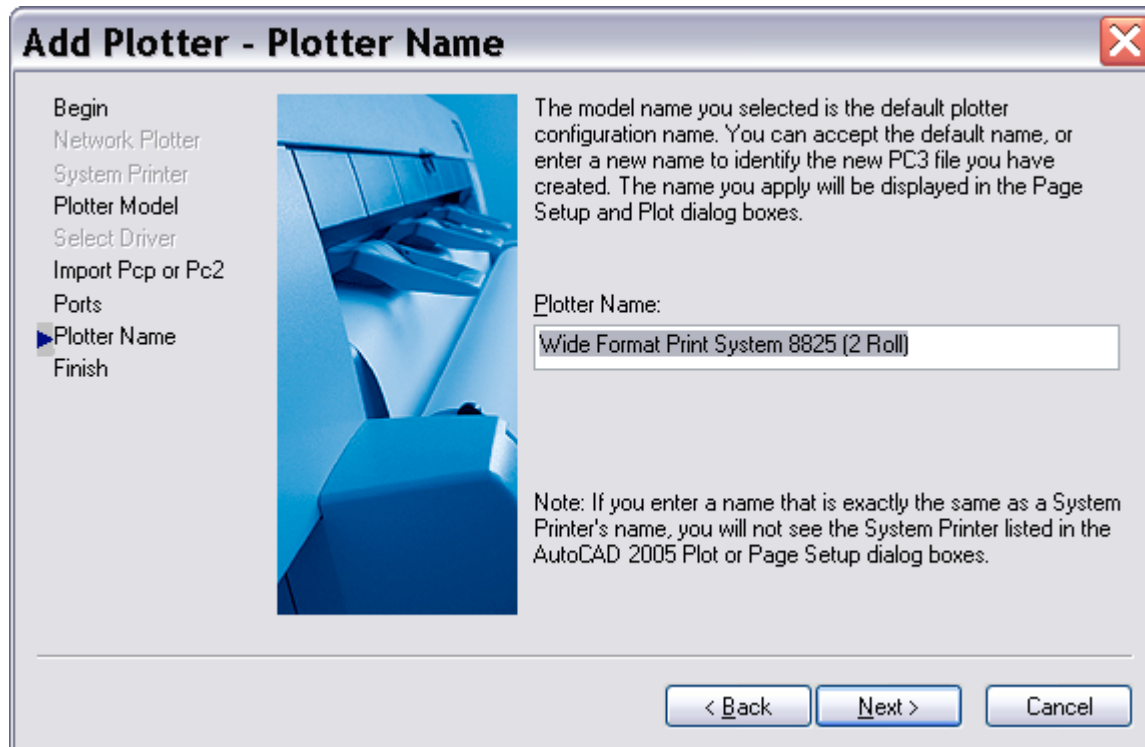 Add Plotter - Plotter Name
Begin
Network Plotter
System Printer
Plotter Model
Select Driver
Import Pcp or Pc2
Ports
Plotter Name
Finish
The model name you selected is the default plotter
configuration name. You can accept the default name, or
enter a new name to identify the new PC3 file you have
created. The name you apply will be displayed in the Page
Setup and Plot dialog boxes.
Plotter Name:
Wide Format Print System 8825 (2 Roll)
Note: If you enter a name that is exactly the same as a System
Printer's name, you will not see the System Printer listed in the
AutoCAD 2005 Plot or Page Setup dialog boxes.
< Back Next > Cancel